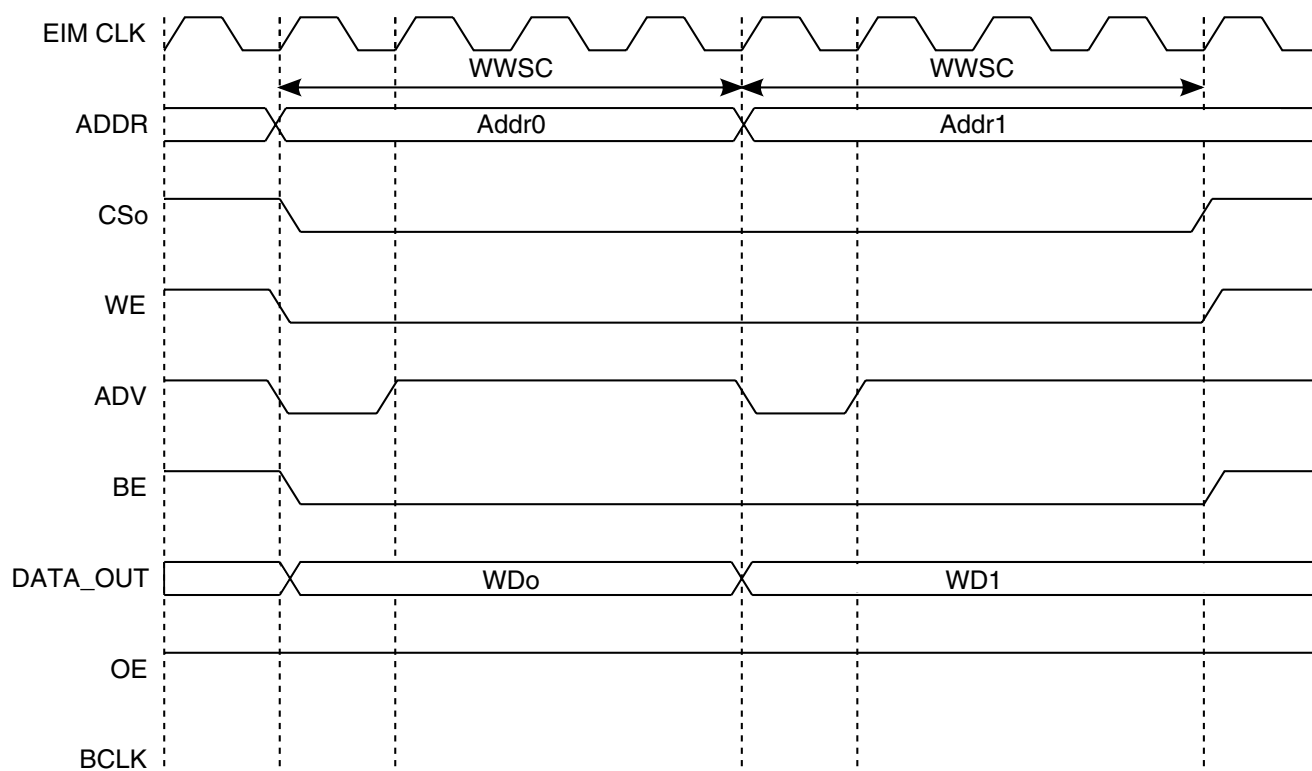 EIM CLK
WWSC WWSC
ADDR Addr0 Addr1
CSo
WE
ADV
BE
DATA_OUT WDo WD1
OE
BCLK